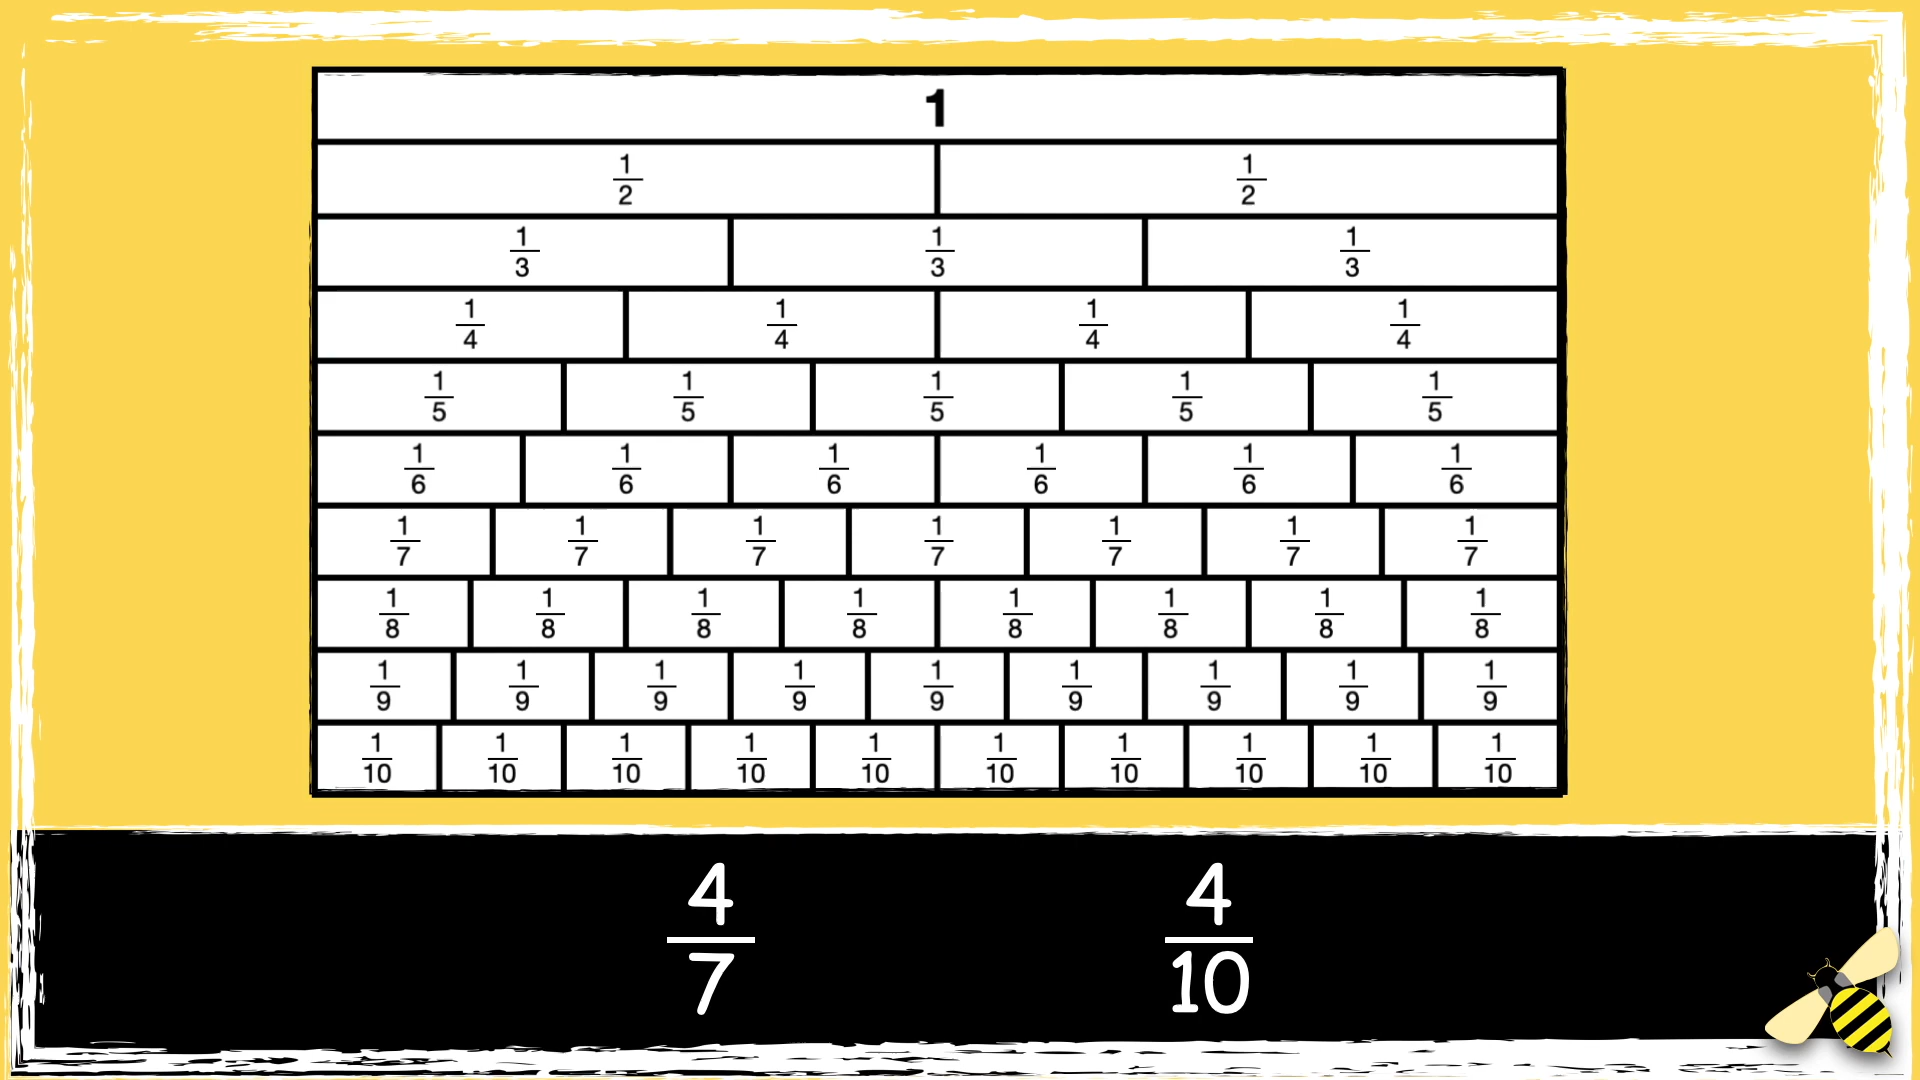 1
1/2 1/2
1/3 1/3 1/3
1/4 1/4 1/4 1/4
1/5 1/5 1/5 1/5 1/5
1/6 1/6 1/6 1/6 1/6 1/6
1/7 1/7 1/7 1/7 1/7 1/7 1/7
1/8 1/8 1/8 1/8 1/8 1/8 1/8 1/8
1/9 1/9 1/9 1/9 1/9 1/9 1/9 1/9 1/9
1/10 1/10 1/10 1/10 1/10 1/10 1/10 1/10 1/10 1/10
4/7 4/10